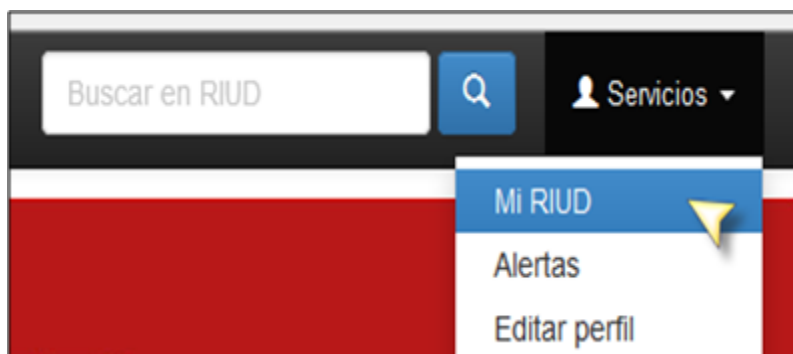 Buscar en RIUD
Servicios
Mi RIUD
Alertas
Editar perfil